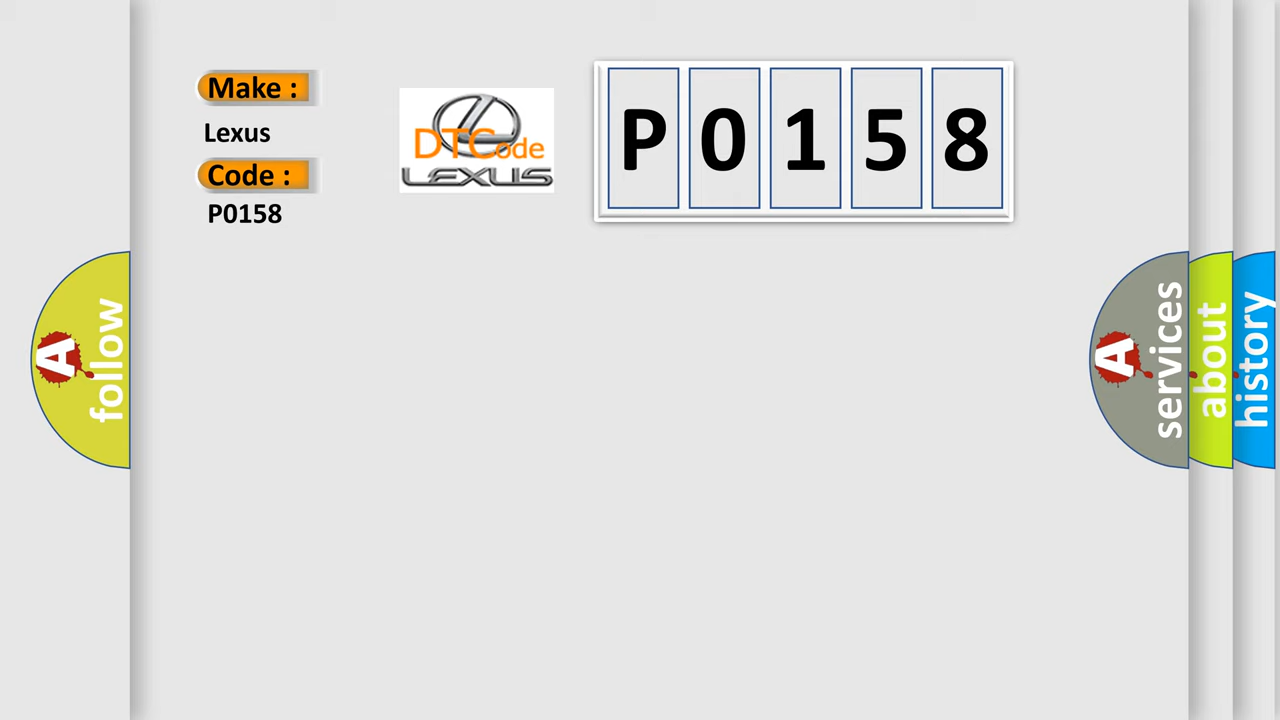 Make :
Lexus
Code :
P0158
DTCode
LEXUS
P 0 1 5 8
A follow
A services
about
history